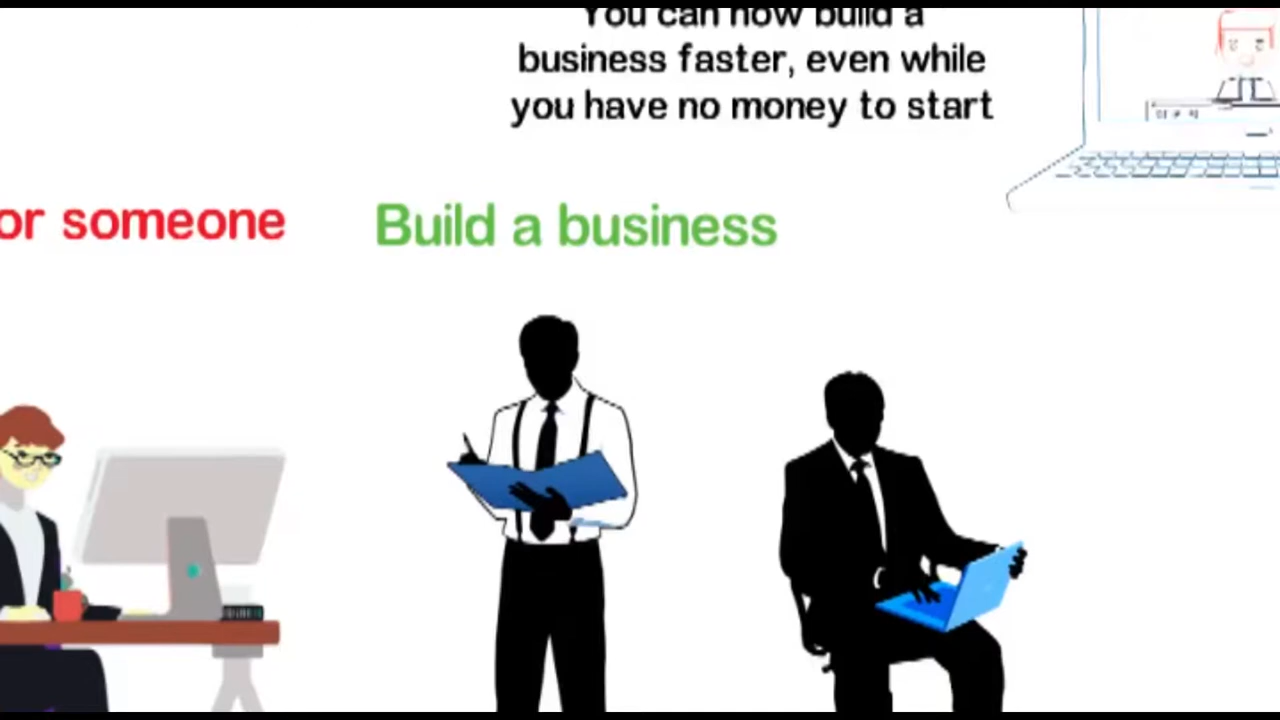 You can now build a
business faster, even while
you have no money to start
or someone
Build a business